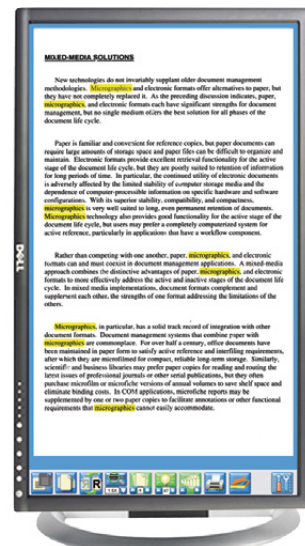 MIXED-MEDIA SOLUTIONS
New technologies do not invariably supplant older document management
methodologies. Micrographics and electronic formats offer alternatives to paper, but
they have not completely replaced it. As the preceding discussion indicates, paper,
micrographics, and electronic formats each have significant strengths for document
management, but no single medium offers the best solution for all phases of the
document life cycle.
Paper is familiar and convenient for reference copies, but paper documents can
require large amounts of storage space and paper files can be difficult to organize and
maintain. Electronic formats provide excellent retrieval functionality for the active
stage of the document life cycle, but they are poorly suited to retention of information
for long periods of time. In particular, the continued utility of electronic documents
is adversely affected by the limited stability of computer storage media and the
dependence of computer-processible information on specific hardware and software
configurations. With its superior stability, compatibility, and compactness,
micrographics is very well suited to long, even permanent retention of documents.
Micrographics technology also provides good functionality for the active stage of the
document life cycle, but users may prefer a completely computerized system for
active reference, particularly in applications that have a workflow component.
Rather than competing with one another, paper, micrographics, and electronic
formats can and must coexist in document management applications. A mixed-media
approach combines the distinctive advantages of paper, micrographics, and electronic
formats to more effectively address the active and inactive stages of the document life
cycle. In mixed media implementations, document formats complement and
supplement each other, the strengths of one format addressing the limitations of the
others.
Micrographics, in particular, has a solid track record of integration with other
document formats. Document management systems that combine paper with
micrographics are commonplace. For over half a century, office documents have
been maintained in paper form to satisfy active reference and interfiling requirements,
after which they are microfilmed for compact, reliable long-term storage. Similarly,
scientific and business libraries may prefer paper copies for reading and routing the
latest issues of professional journals or other serial publications, but they often
purchase microfilm or microfiche versions of annual volumes to save shelf space and
eliminate binding costs. In COM applications, microfiche reports may be
supplemented by one or two paper copies to facilitate annotations or other functional
requirements that micrographics cannot easily accommodate.
DELL
R